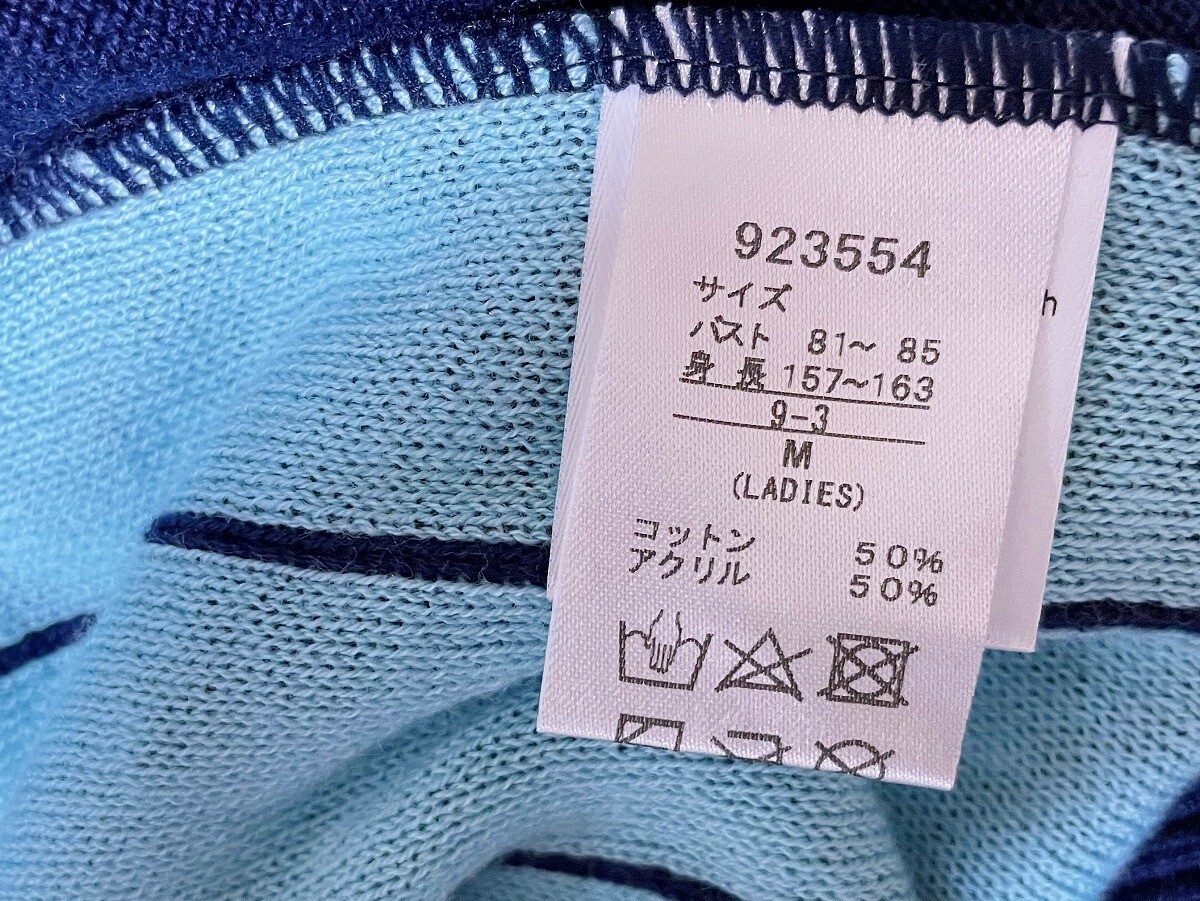 923554
サイズ
バスト 81〜 85
身 長 157〜163
9-3
M
(LADIES)
コットン 50%
アクリル 50%
h